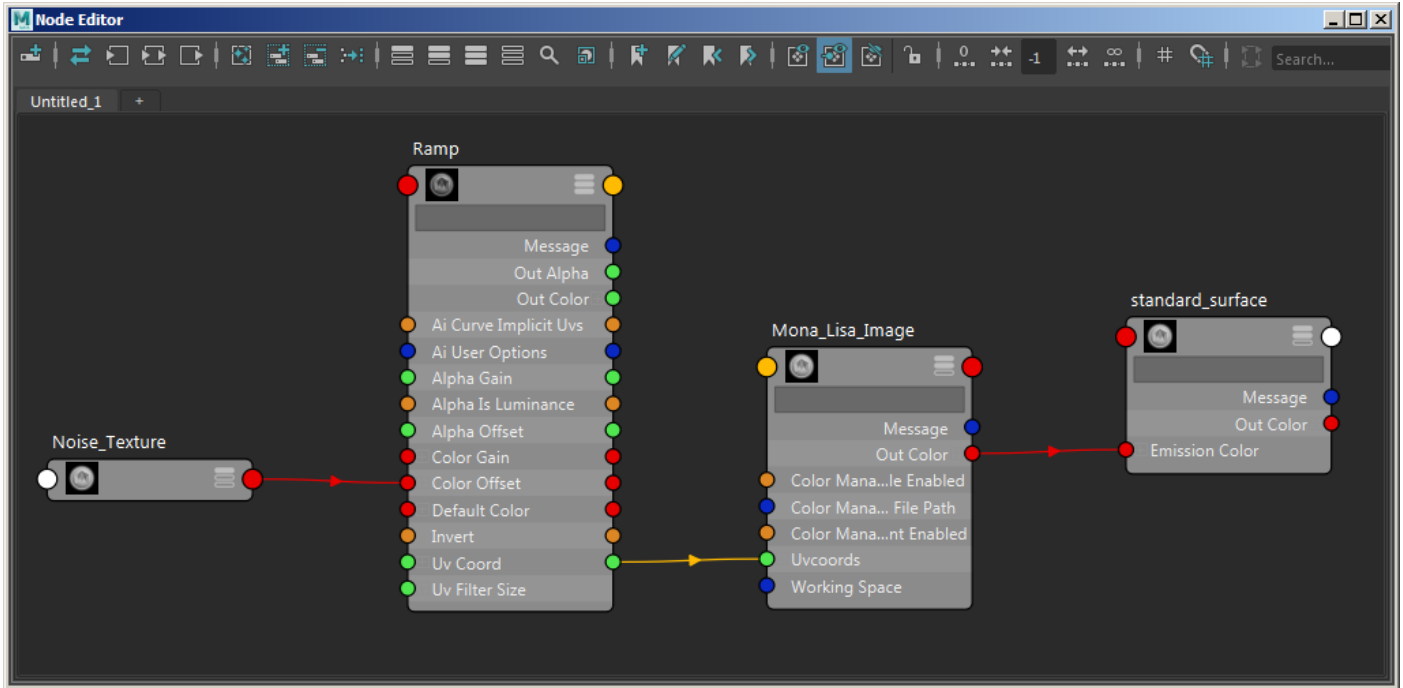 Node Editor
0
-1
∞
Search...
Untitled_1 +
Ramp
Message
Out Alpha
Out Color
Ai Curve Implicit Uvs
Ai User Options
Alpha Gain
Alpha Is Luminance
Alpha Offset
Color Gain
Color Offset
Default Color
Invert
Uv Coord
Uv Filter Size
Noise_Texture
Mona_Lisa_Image
Message
Out Color
Color Mana...le Enabled
Color Mana... File Path
Color Mana...nt Enabled
Uvcoords
Working Space
standard_surface
Message
Out Color
Emission Color